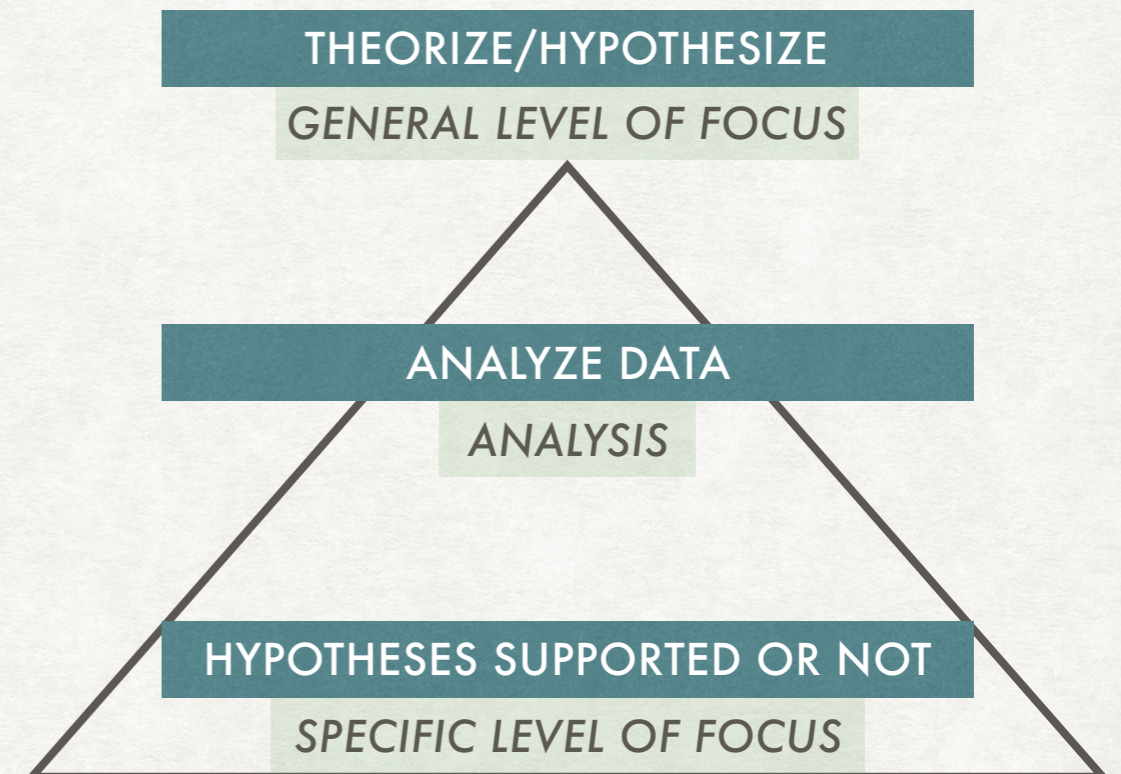 THEORIZE/HYPOTHESIZE
GENERAL LEVEL OF FOCUS
ANALYZE DATA
ANALYSIS
HYPOTHESES SUPPORTED OR NOT
SPECIFIC LEVEL OF FOCUS